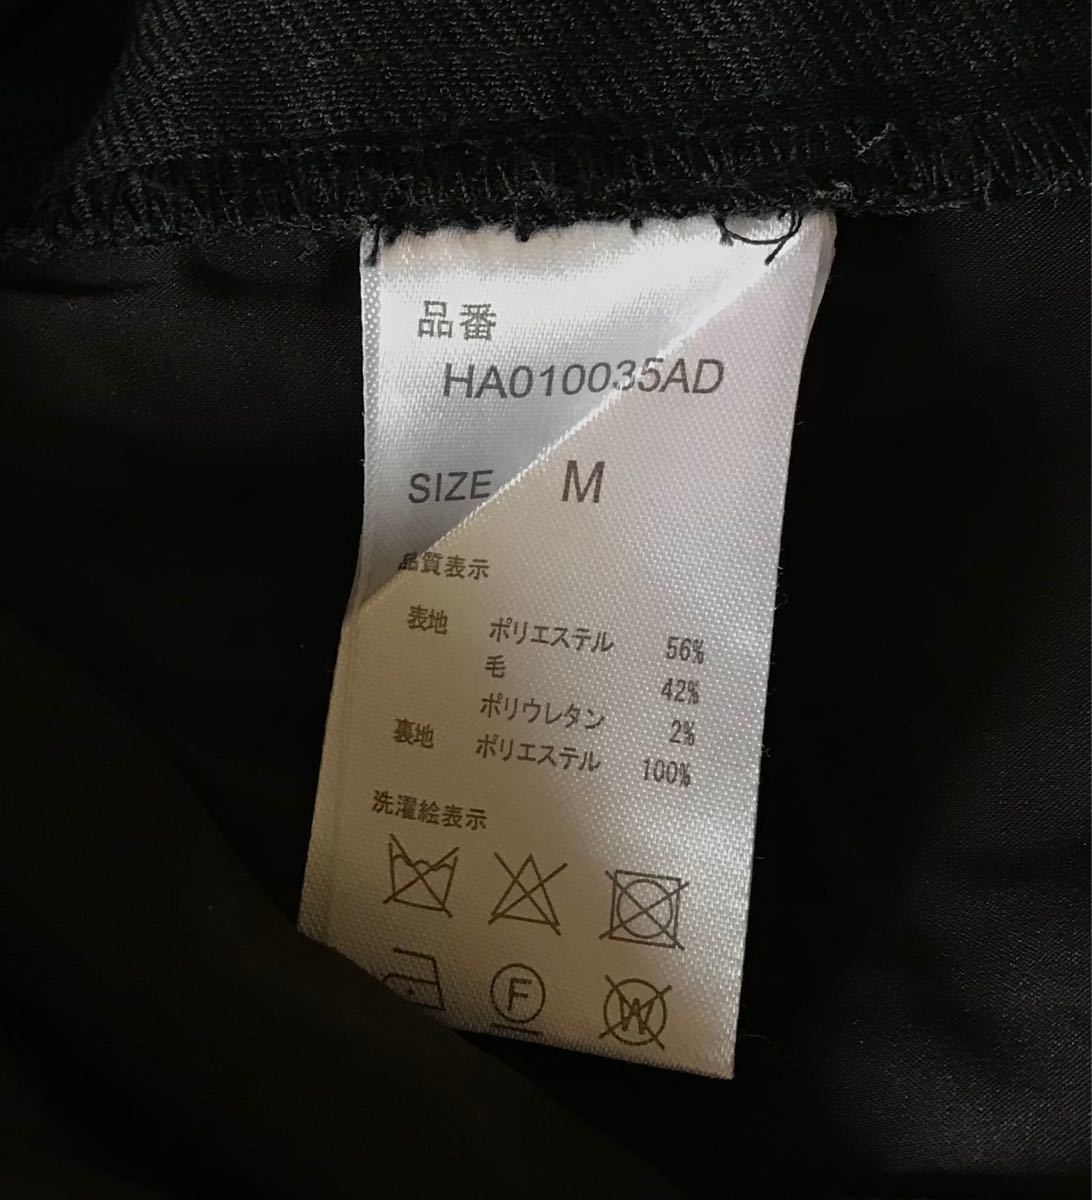 品番
HA010035AD
SIZE M
品質表示
表地 ポリエステル 56%
毛 42%
ポリウレタン 2%
裏地 ポリエステル 100%
洗濯絵表示
F W